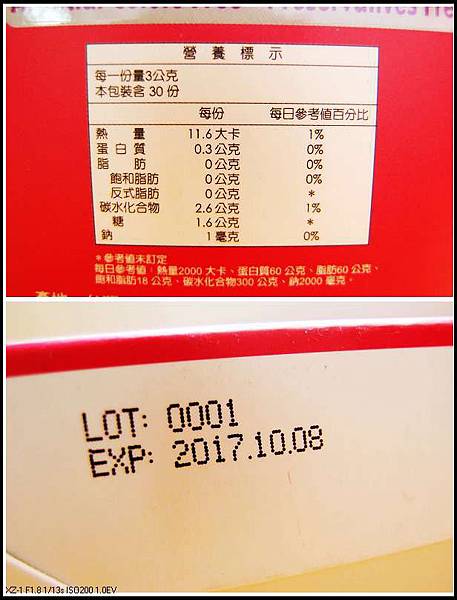 營養標示
每一份量3公克
本包裝含 30 份
每份 每日參考值百分比
熱量 11.6 大卡 1%
蛋白質 0.3 公克 0%
脂肪 0 公克 0%
飽和脂肪 0 公克 0%
反式脂肪 0 公克 *
碳水化合物 2.6 公克 1%
糖 1.6 公克 *
鈉 1 毫克 0%
*參考值未訂定
每日參考值：熱量2000 大卡、蛋白質60 公克、脂肪60 公克、
飽和脂肪18 公克、碳水化合物300 公克、鈉2000 毫克。
LOT: 0001
EXP: 2017.10.08
XZ-1 F1.8 1/13s ISO200 1.0EV